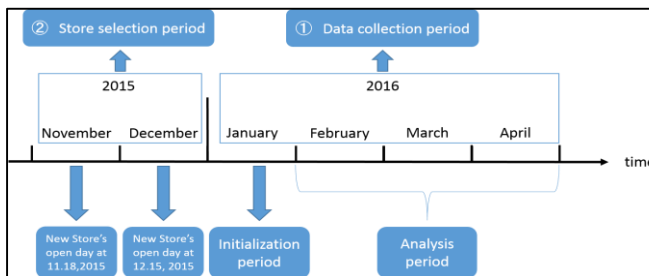 ② Store selection period
① Data collection period
2015
2016
November
December
January
February
March
April
time
New Store's
open day at
11.18,2015
New Store's
open day at
12.15, 2015
Initialization
period
Analysis
period